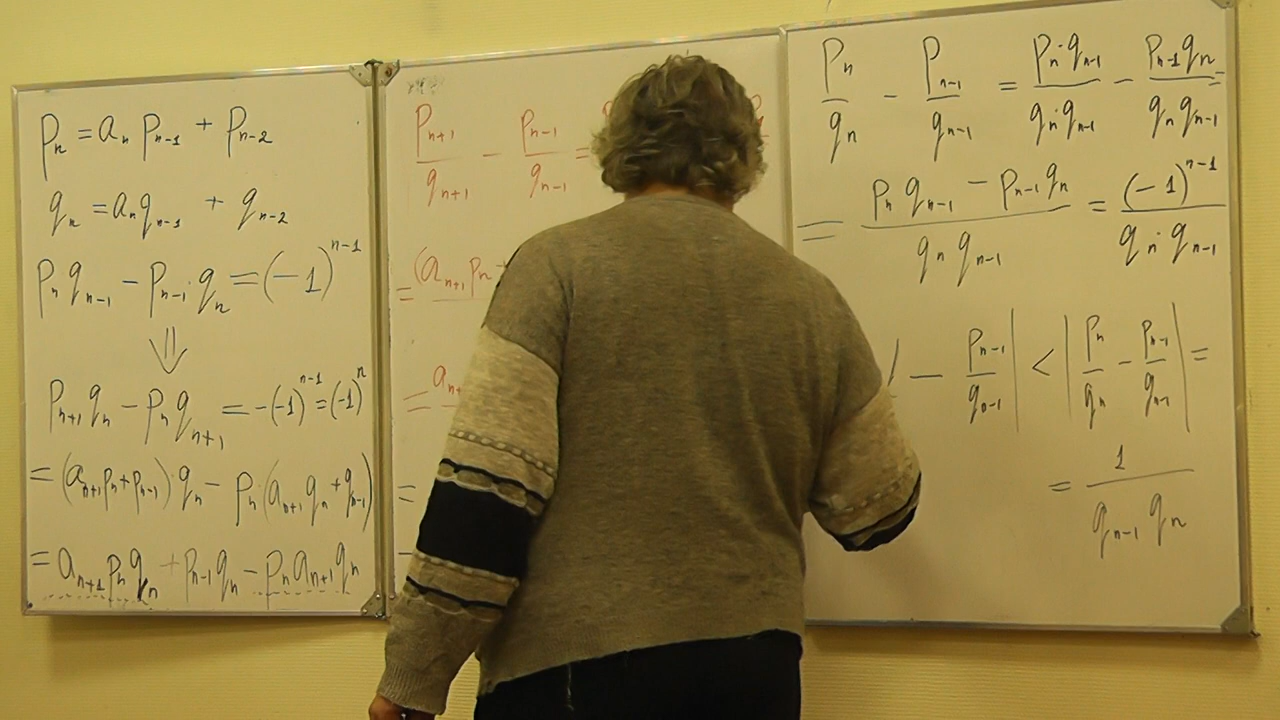 pₙ = aₙ pₙ₋₁ + pₙ₋₂
qₙ = aₙ qₙ₋₁ + qₙ₋₂
pₙ qₙ₋₁ − pₙ₋₁ · qₙ = (−1)ⁿ⁻¹
⇓
pₙ₊₁ qₙ − pₙ qₙ₊₁ = −(−1)ⁿ⁻¹ = (−1)ⁿ
= (aₙ₊₁ pₙ + pₙ₋₁) · qₙ − pₙ (aₙ₊₁ qₙ + qₙ₋₁)
= aₙ₊₁ pₙ qₙ + pₙ₋₁ qₙ − pₙ aₙ₊₁ qₙ
pₙ₊₁/qₙ₊₁ − pₙ₋₁/qₙ₋₁ =
= (aₙ₊₁ pₙ +
=
=
pₙ/qₙ − pₙ₋₁/qₙ₋₁ = pₙ · qₙ₋₁/qₙ · qₙ₋₁ − pₙ₋₁ qₙ/qₙ qₙ₋₁ =
= (pₙ qₙ₋₁ − pₙ₋₁ qₙ)/qₙ qₙ₋₁ = (−1)ⁿ⁻¹/qₙ · qₙ₋₁
− pₙ₋₁/qₙ₋₁| < |pₙ/qₙ − pₙ₋₁/qₙ₋₁| =
= 1/qₙ₋₁ qₙ